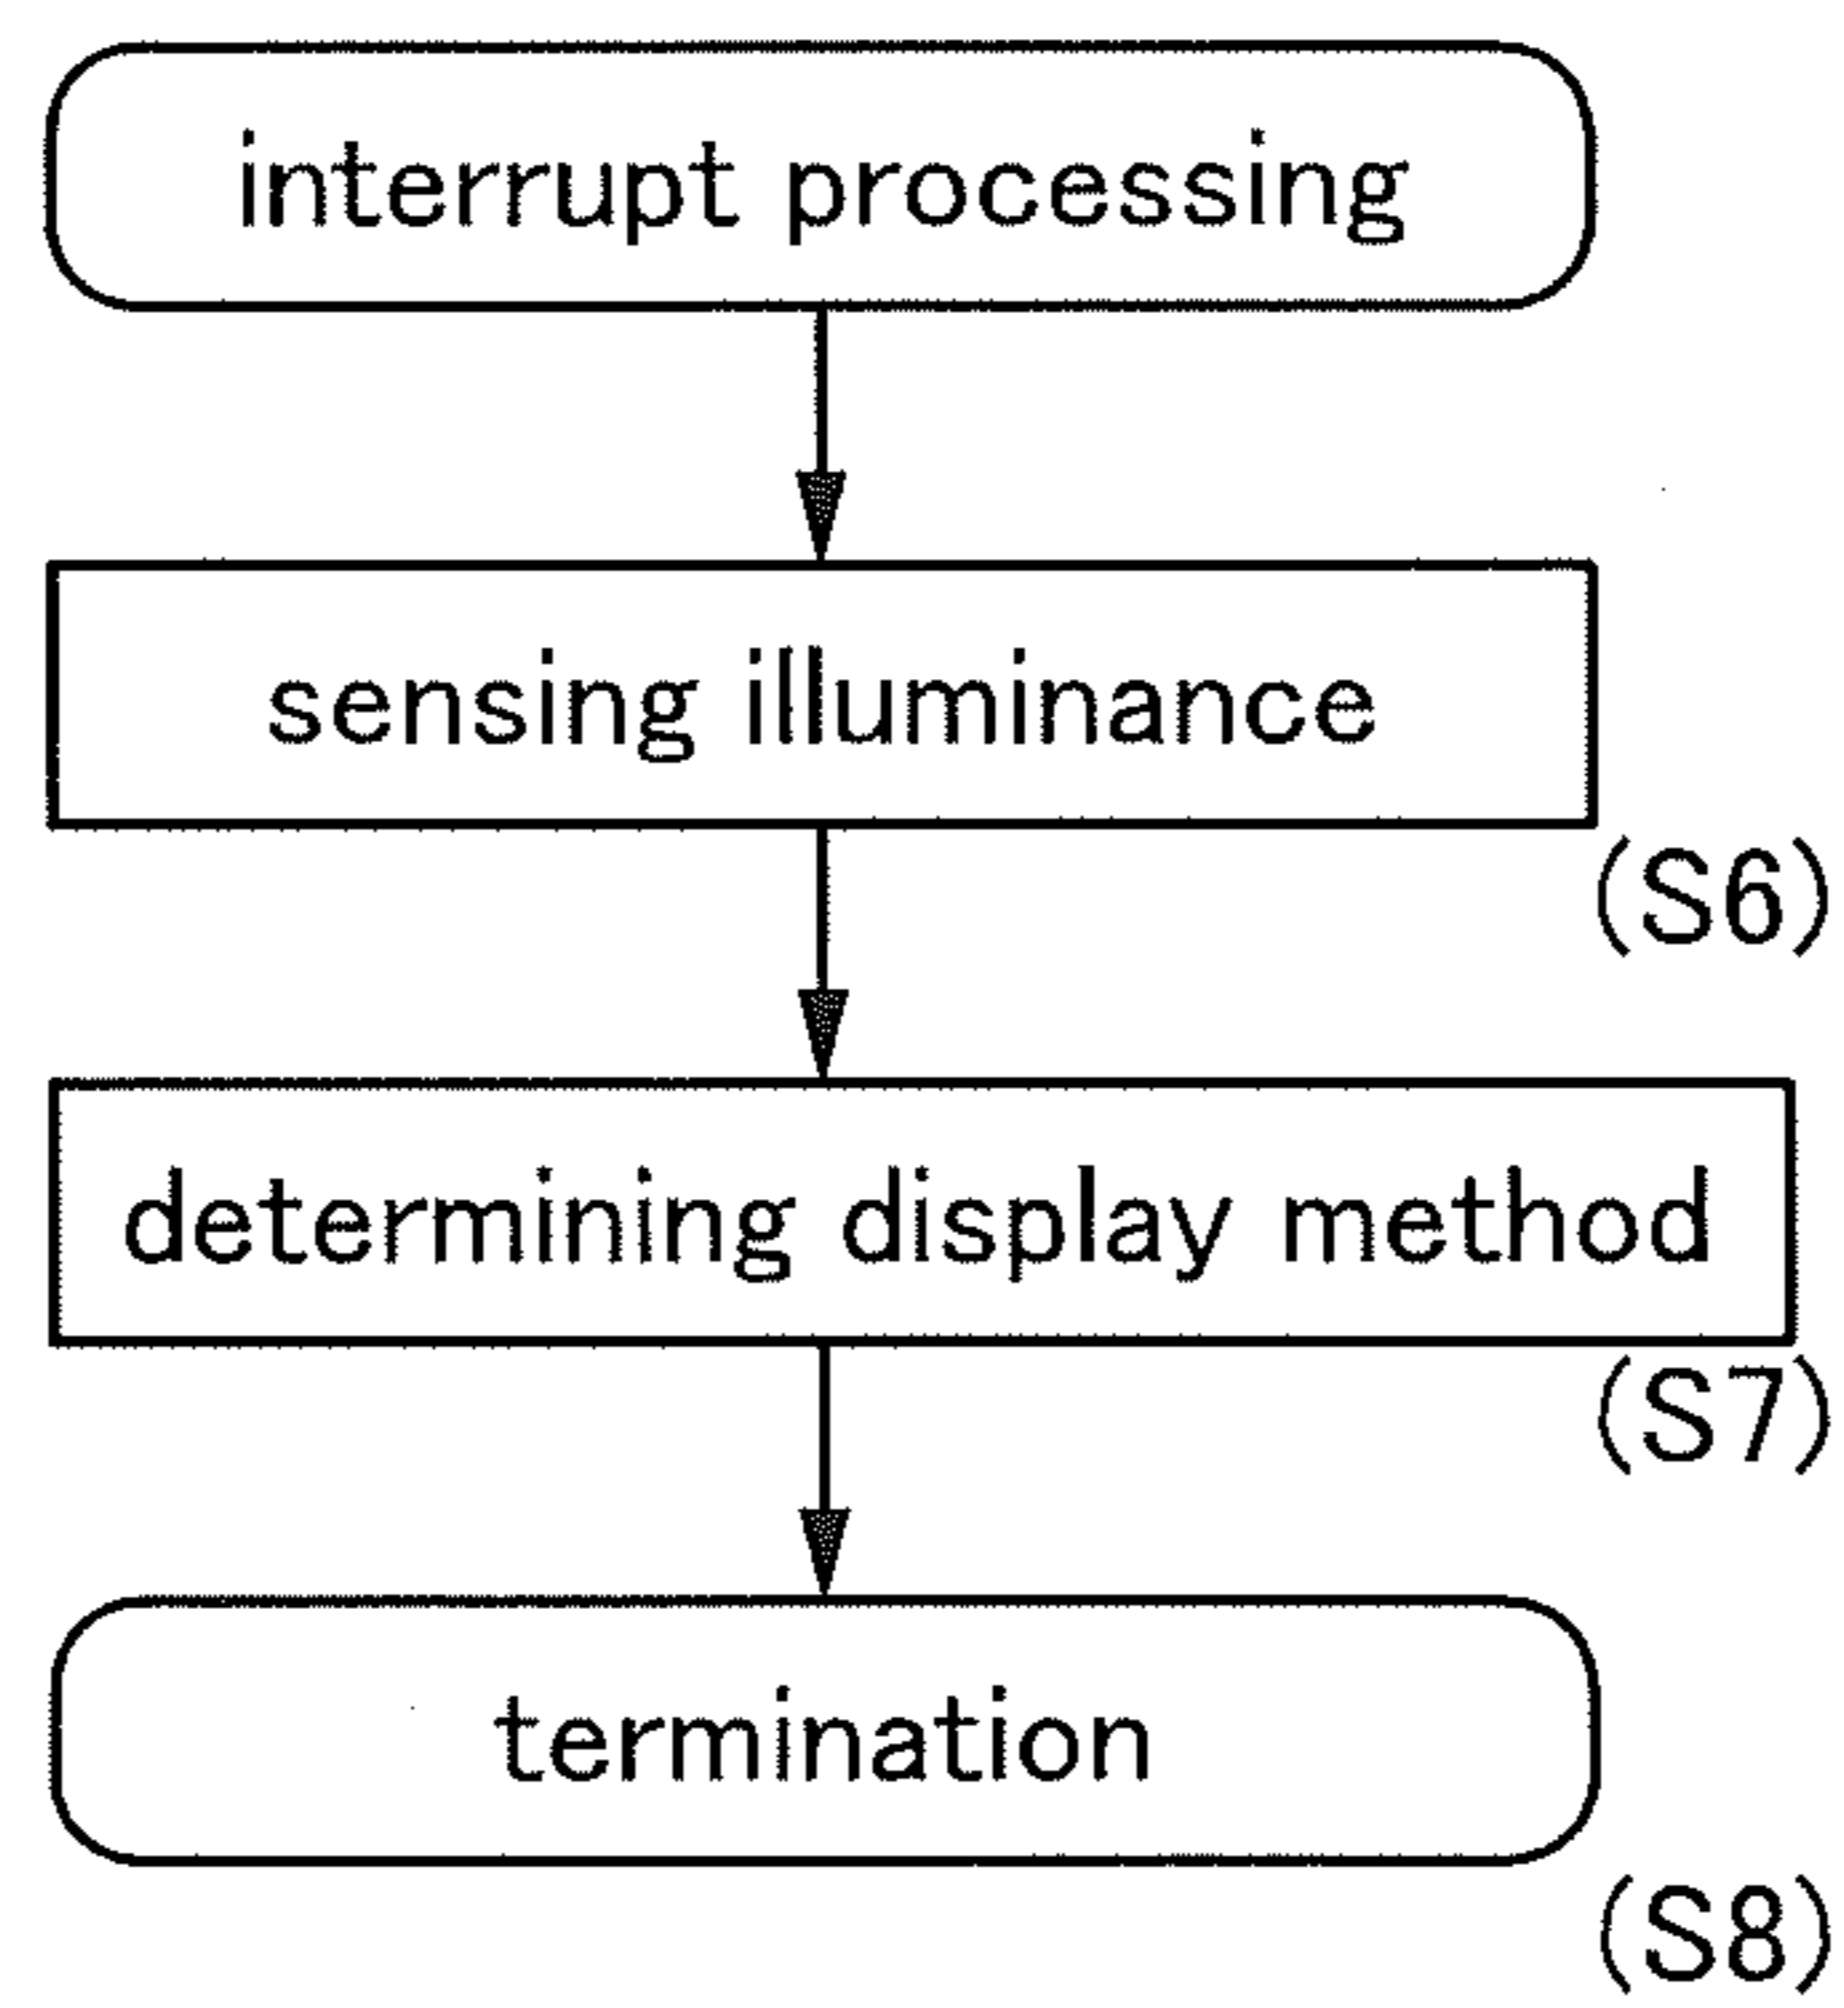 interrupt processing
sensing illuminance
(S6)
determining display method
(S7)
termination
(S8)